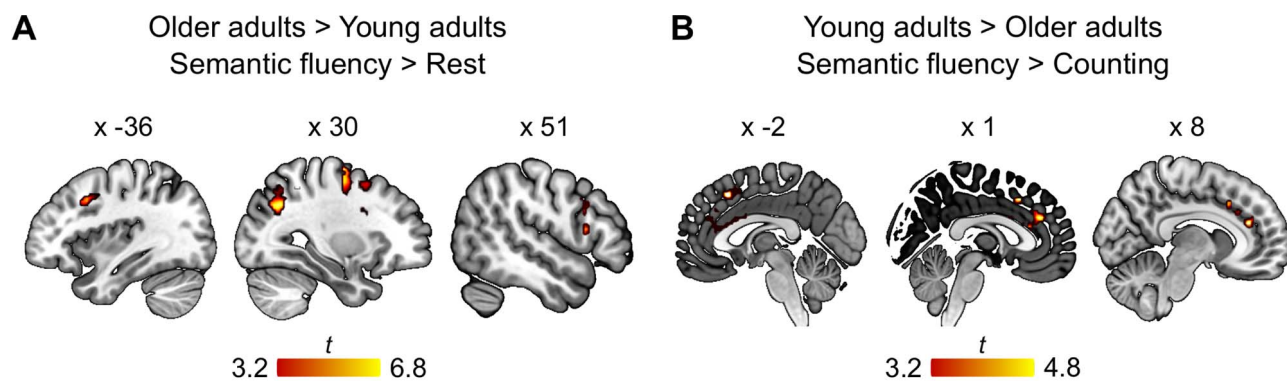 A
Older adults > Young adults
Semantic fluency > Rest
x -36
x 30
x 51
t
3.2
6.8
B
Young adults > Older adults
Semantic fluency > Counting
x -2
x 1
x 8
t
3.2
4.8